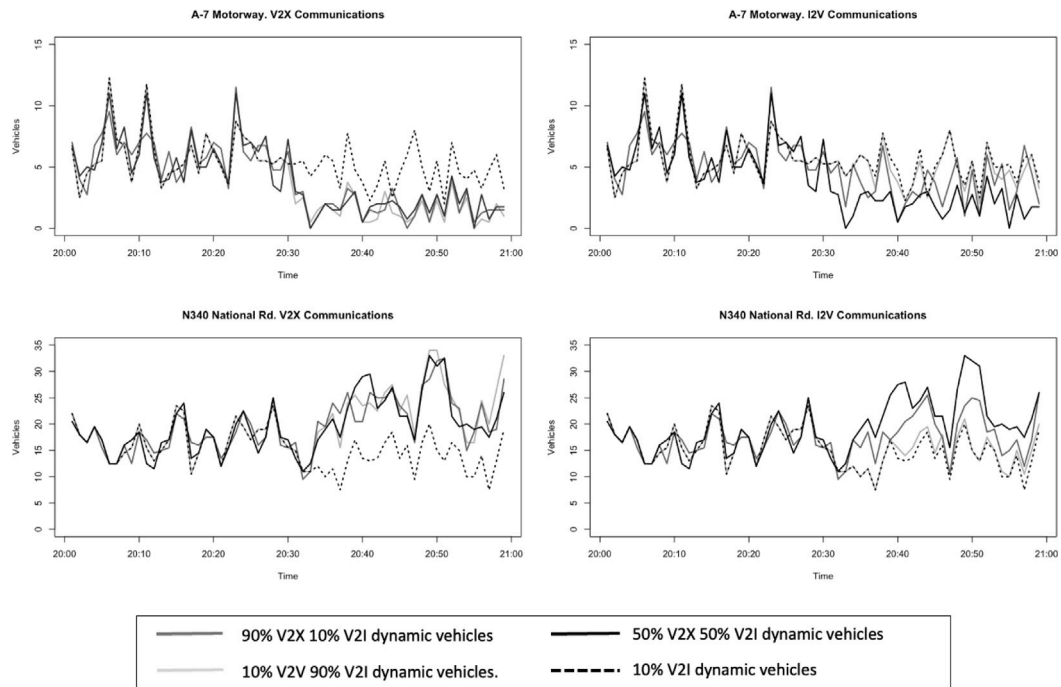 A-7 Motorway. V2X Communications
A-7 Motorway. I2V Communications
Vehicles
15
10
5
0
20:00 20:10 20:20 20:30 20:40 20:50 21:00
Time
Vehicles
15
10
5
0
20:00 20:10 20:20 20:30 20:40 20:50 21:00
Time
N340 National Rd. V2X Communications
N340 National Rd. I2V Communications
Vehicles
35
30
25
20
15
10
5
0
20:00 20:10 20:20 20:30 20:40 20:50 21:00
Time
Vehicles
35
30
25
20
15
10
5
0
20:00 20:10 20:20 20:30 20:40 20:50 21:00
Time
90% V2X 10% V2I dynamic vehicles
50% V2X 50% V2I dynamic vehicles
10% V2V 90% V2I dynamic vehicles.
10% V2I dynamic vehicles